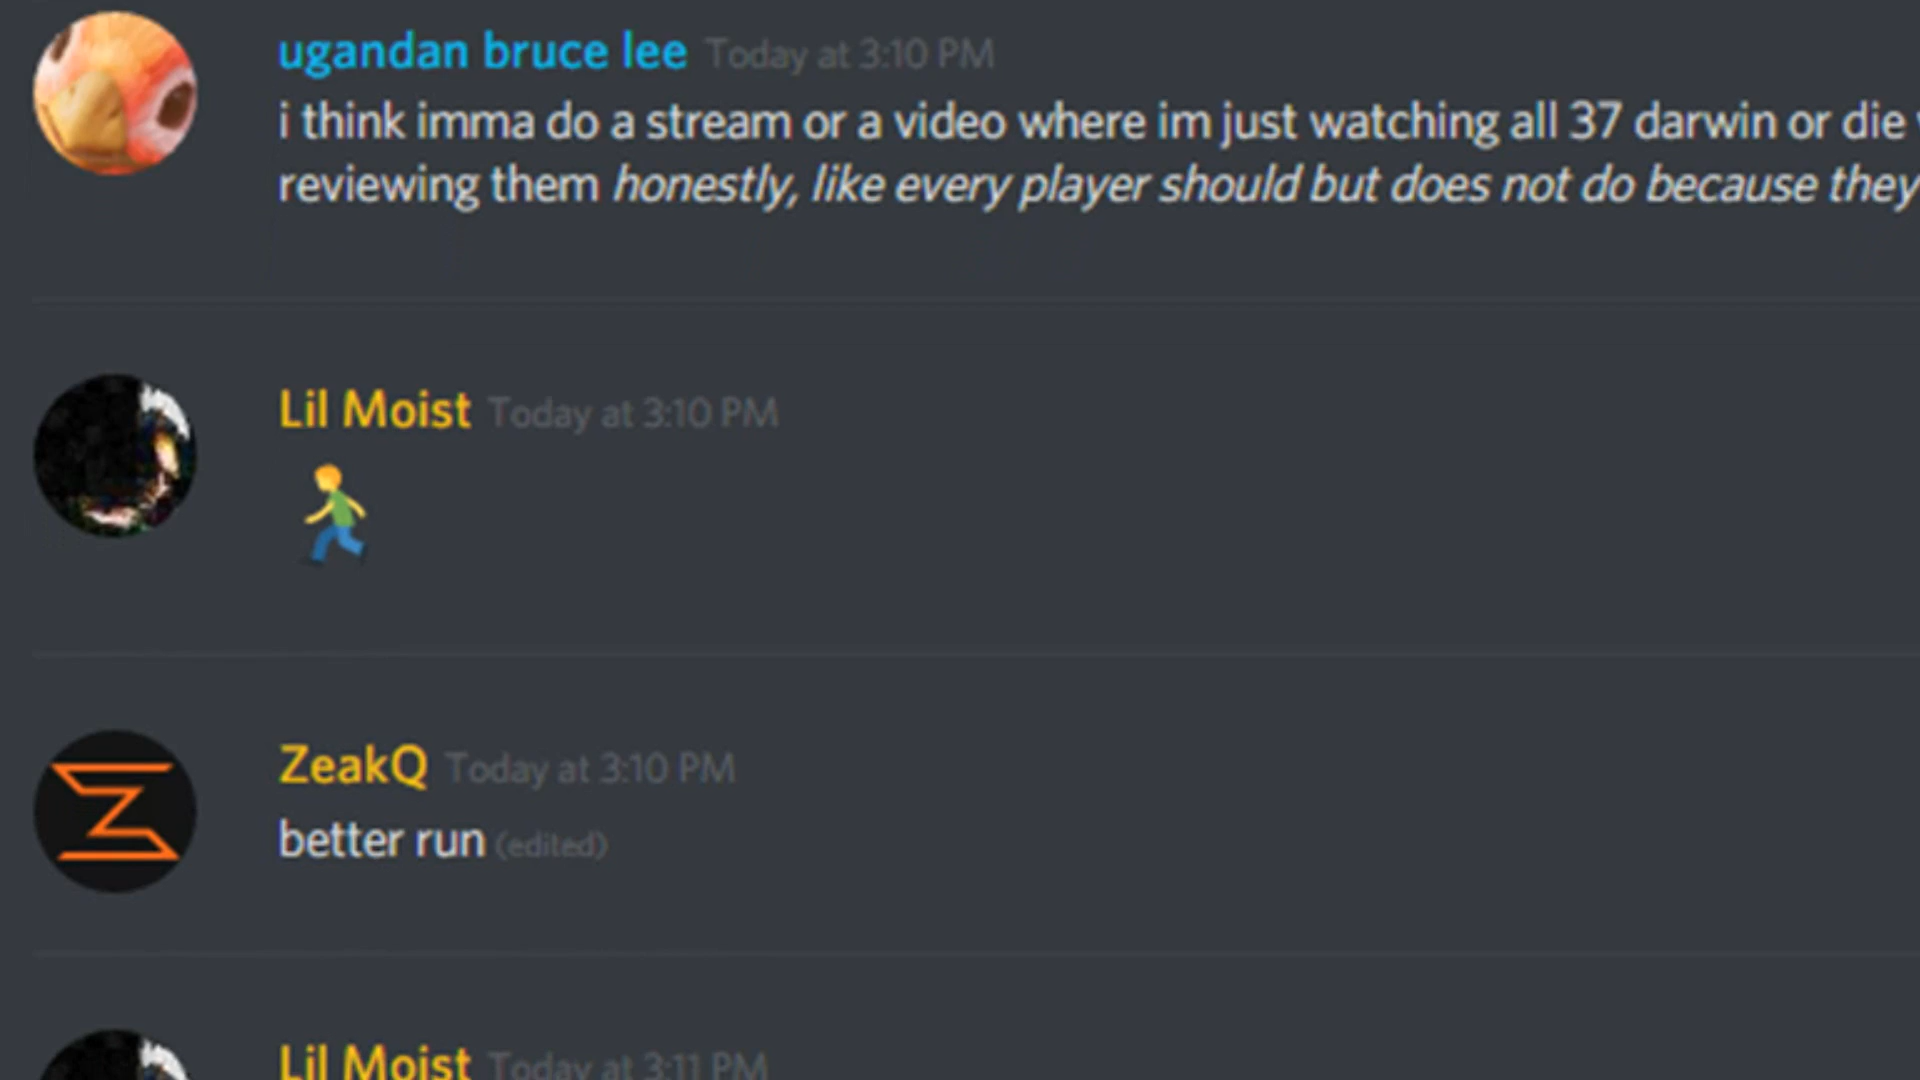 ugandan bruce lee Today at 3:10 PM
i think imma do a stream or a video where im just watching all 37 darwin or die
reviewing them honestly, like every player should but does not do because they
Lil Moist Today at 3:10 PM
ZeakQ Today at 3:10 PM
better run (edited)
Lil Moist Today at 3:11 PM